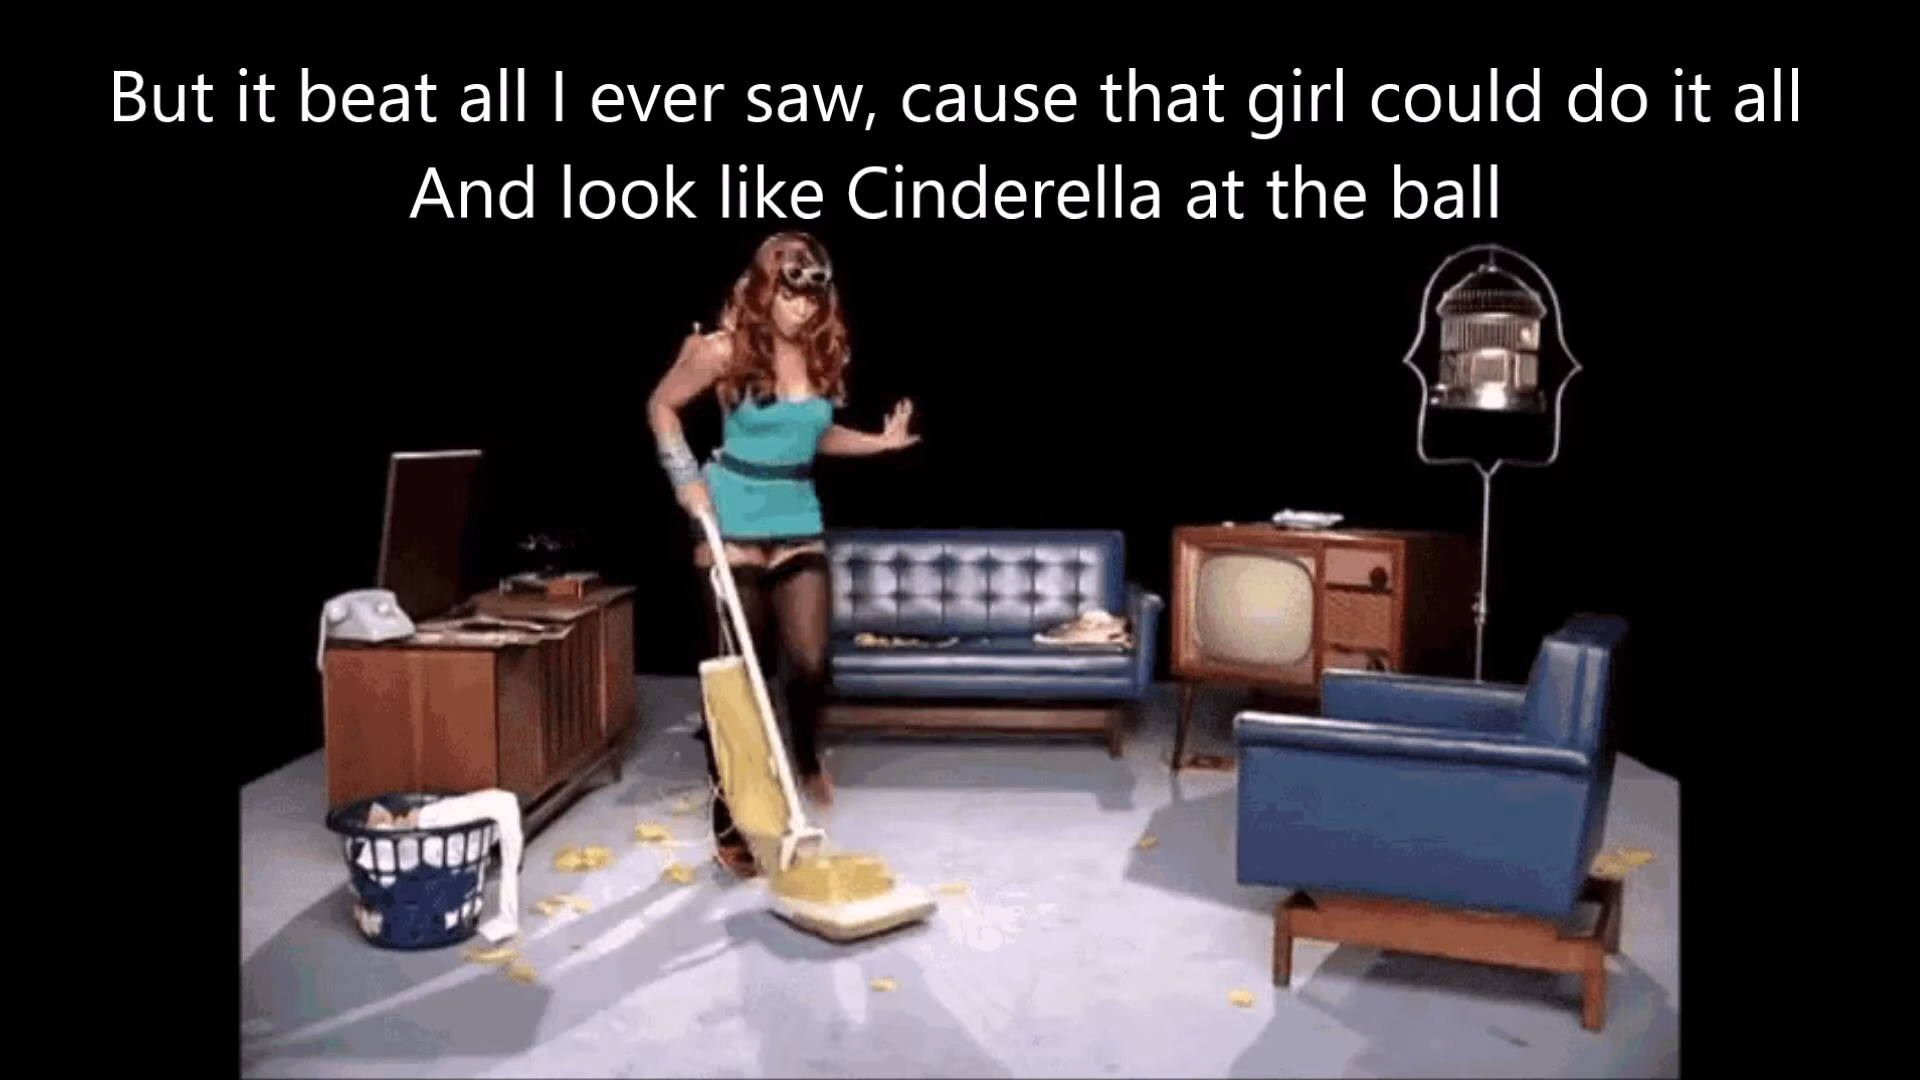 But it beat all I ever saw, cause that girl could do it all
And look like Cinderella at the ball